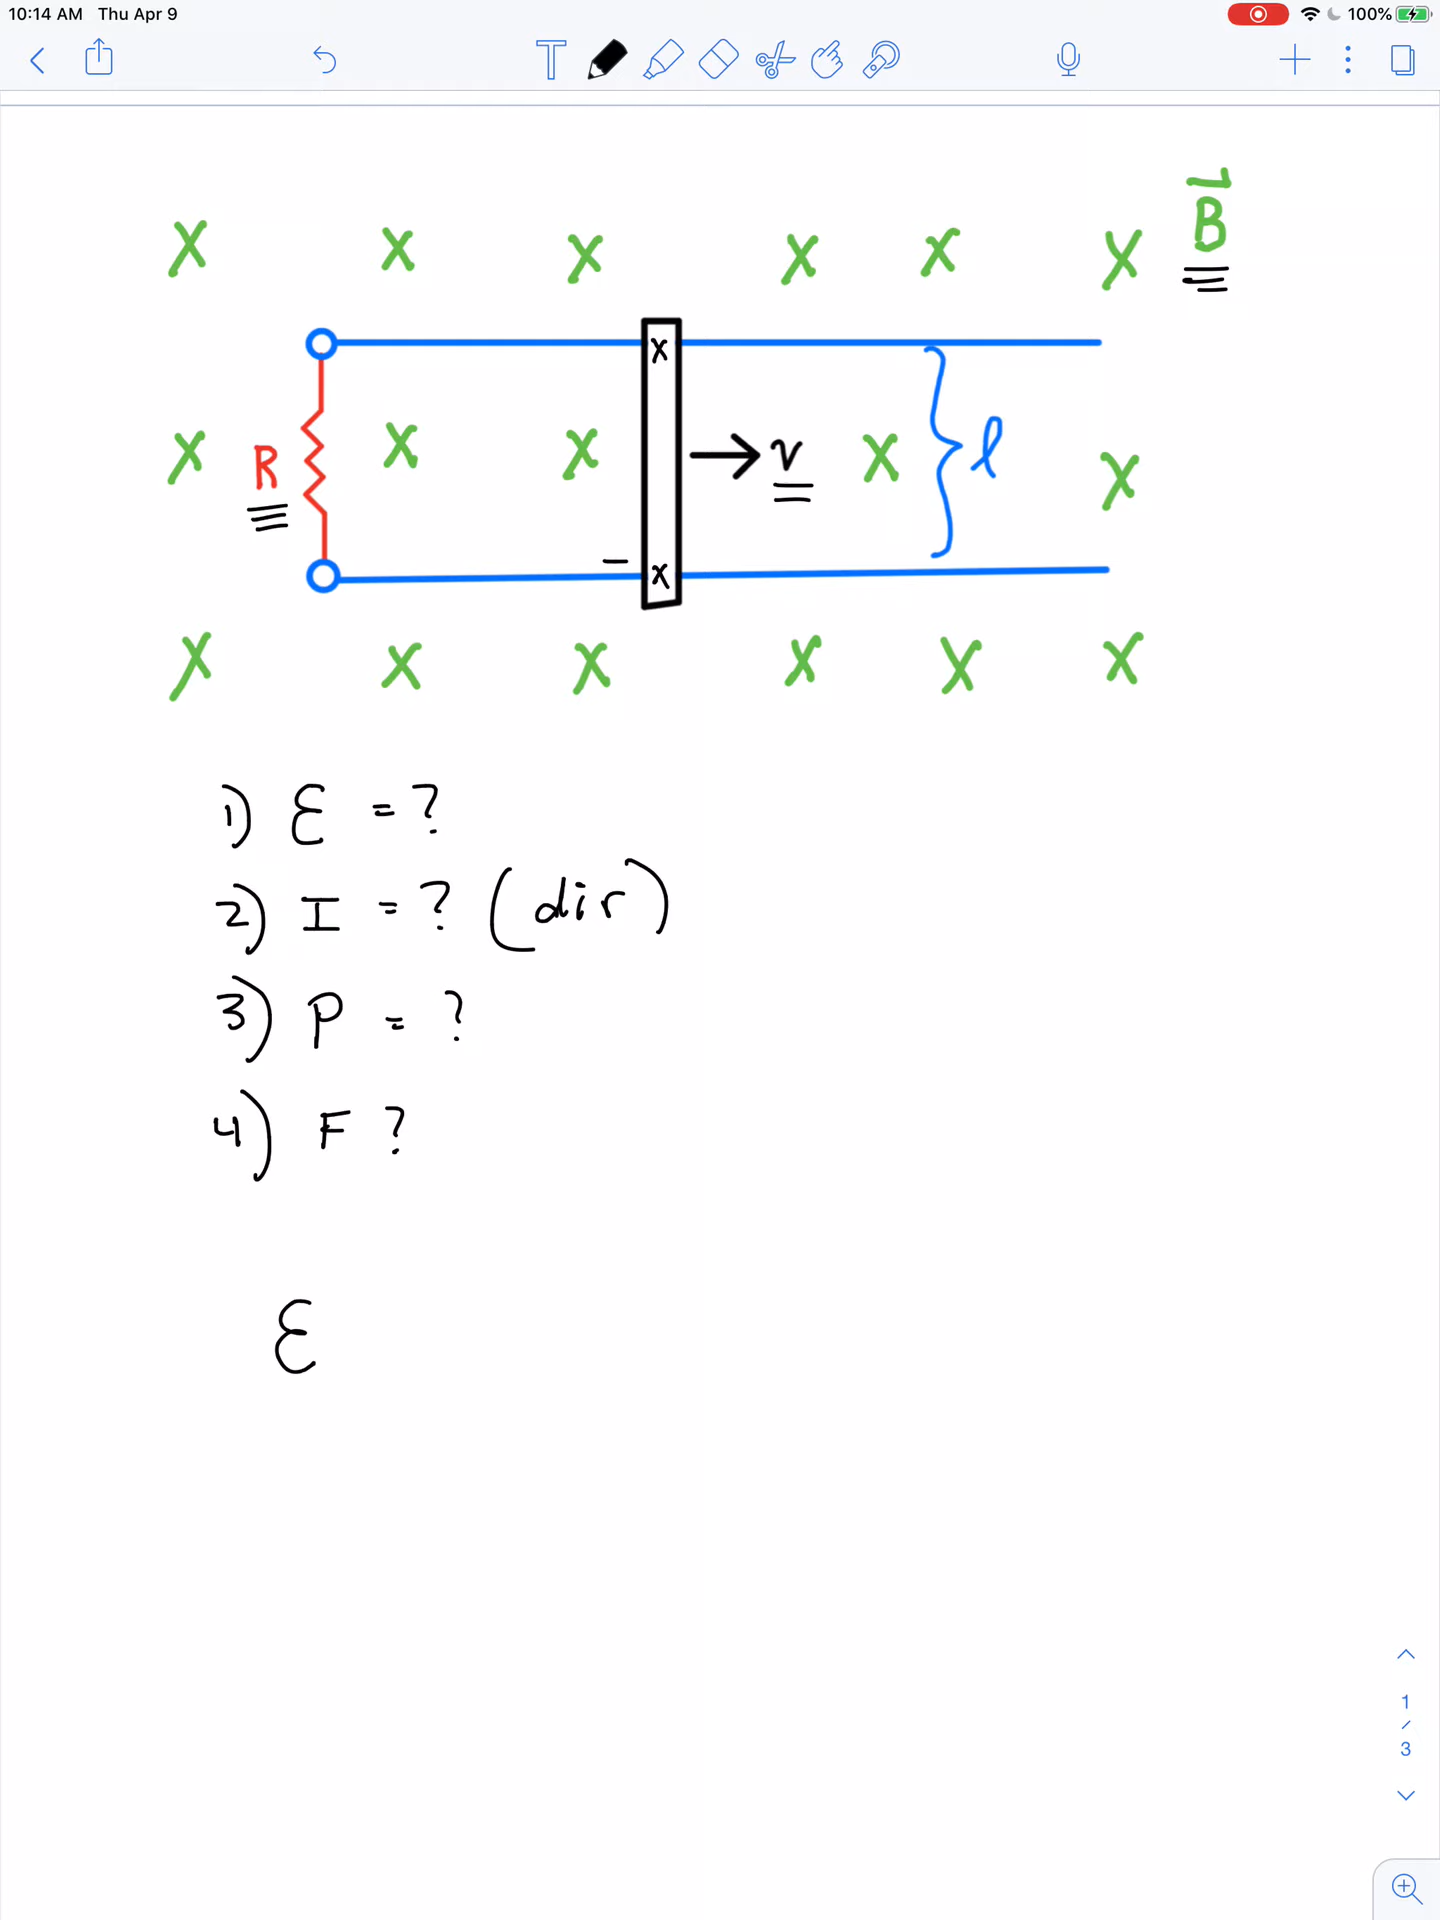 10:14 AM Thu Apr 9
100%
T
X X X X X X B
x
X R X X v X l X
− x
X X X X X X
1) ℰ = ?
2) I = ? (dir)
3) P = ?
4) F ?
ℰ
1
/
3